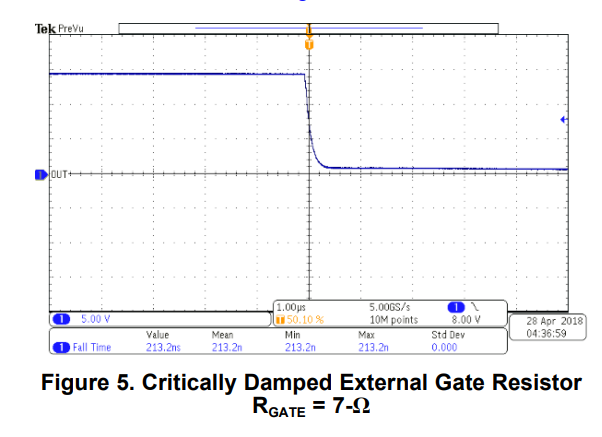 Tek PreVu
T
T
1 OUT
1 5.00 V
1.00µs 5.00GS/s 1
T 50.10 % 10M points 8.00 V
Value Mean Min Max Std Dev
1 Fall Time 213.2ns 213.2n 213.2n 213.2n 0.000
28 Apr 2018
04:36:59
Figure 5. Critically Damped External Gate Resistor
RGATE = 7-Ω